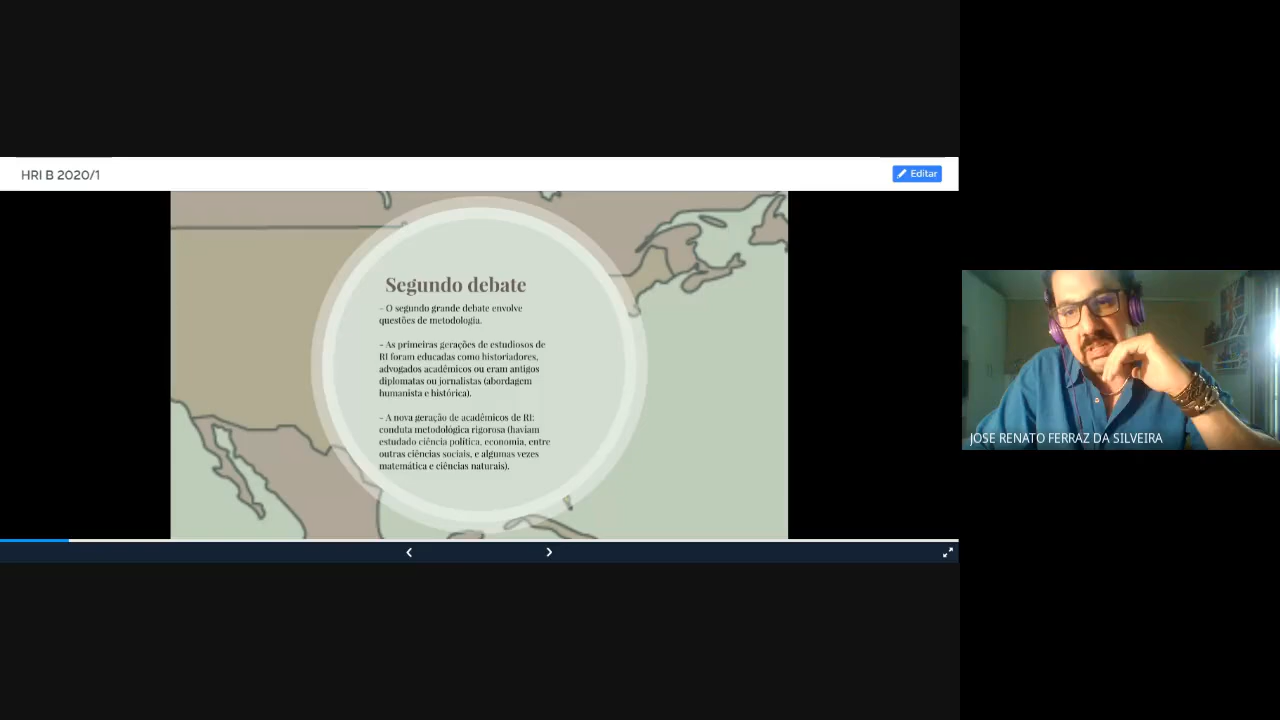 HRI B 2020/1
Editar
Segundo debate
- O segundo grande debate envolve
questões de metodologia.
- As primeiras gerações de estudiosos de
RI foram educadas como historiadores,
advogados acadêmicos ou eram antigos
diplomatas ou jornalistas (abordagem
humanista e histórica).
- A nova geração de acadêmicos de RI:
conduta metodológica rigorosa (haviam
estudado ciência política, economia, entre
outras ciências sociais, e algumas vezes
matemática e ciências naturais).
JOSE RENATO FERRAZ DA SILVEIRA